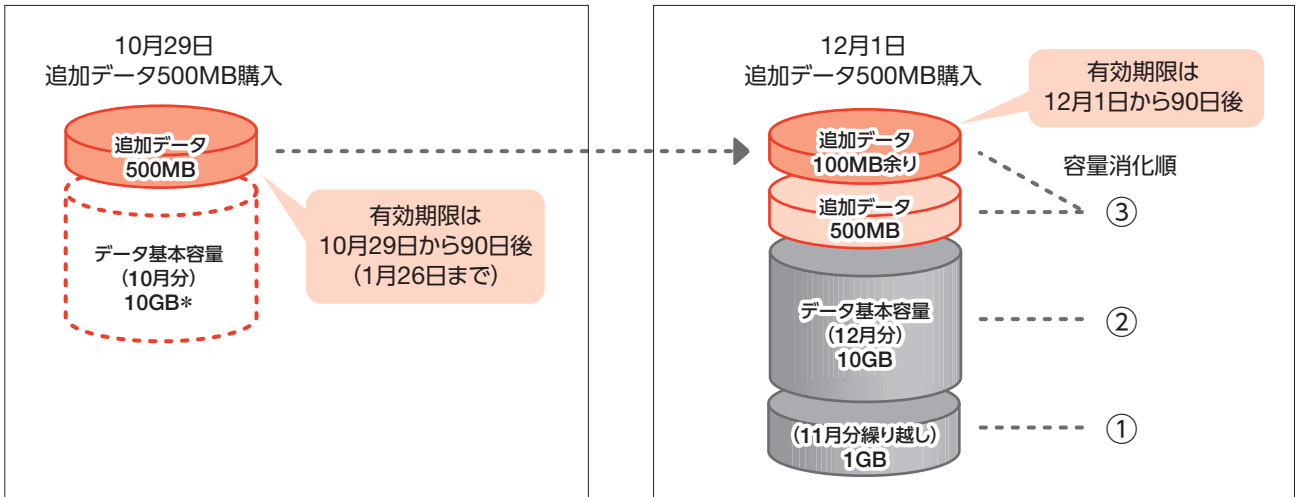 10月29日
追加データ500MB購入
追加データ
500MB
データ基本容量
(10月分)
10GB*
有効期限は
10月29日から90日後
(1月26日まで)
12月1日
追加データ500MB購入
有効期限は
12月1日から90日後
追加データ
100MB余り
追加データ
500MB
容量消化順
③
データ基本容量
(12月分)
10GB
②
(11月分繰り越し)
1GB
①